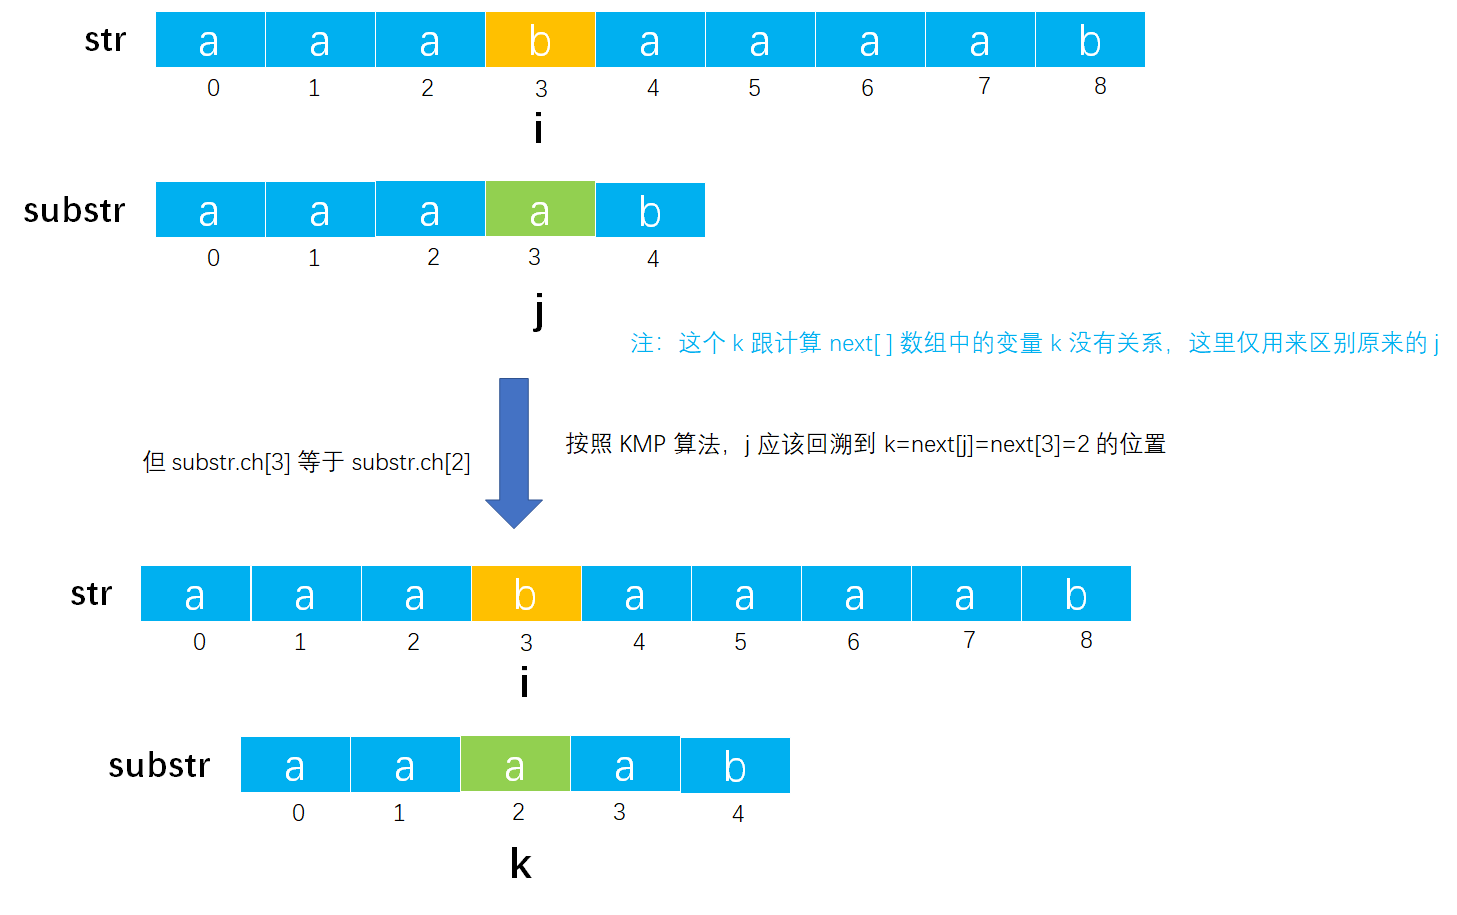 str a a a b a a a a b
0 1 2 3 4 5 6 7 8
i
substr a a a a b
0 1 2 3 4
j
注：这个 k 跟计算 next[ ] 数组中的变量 k 没有关系，这里仅用来区别原来的 j
按照 KMP 算法，j 应该回溯到 k=next[j]=next[3]=2 的位置
但 substr.ch[3] 等于 substr.ch[2]
str a a a b a a a a b
0 1 2 3 4 5 6 7 8
i
substr a a a a b
0 1 2 3 4
k